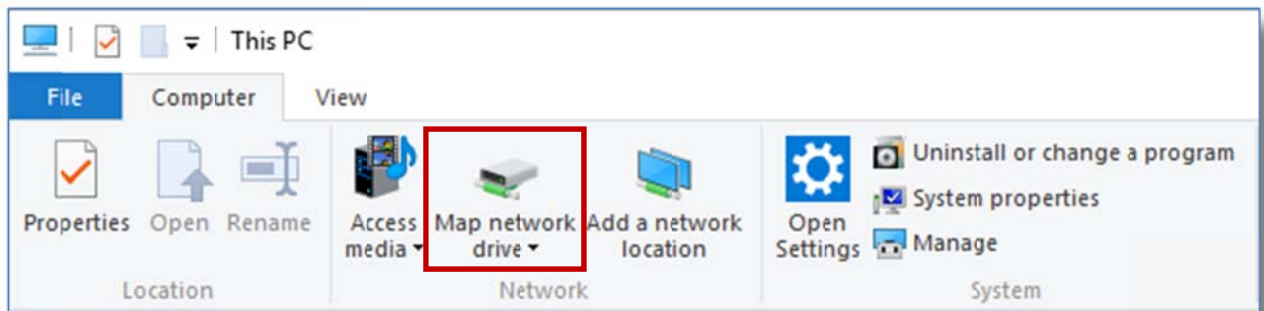 This PC
File Computer View
Properties Open Rename Access media Map network drive Add a network location Open Settings Uninstall or change a program
System properties
Manage
Location Network System